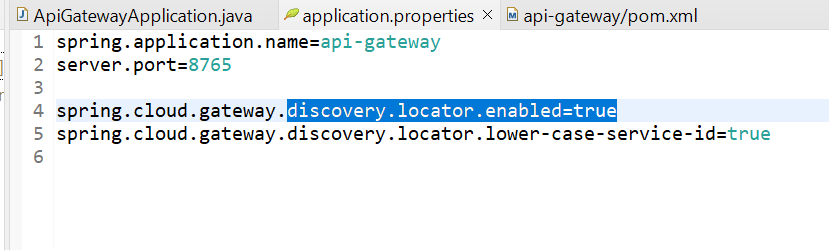 ApiGatewayApplication.java application.properties api-gateway/pom.xml
1 spring.application.name=api-gateway
2 server.port=8765
3
4 spring.cloud.gateway.discovery.locator.enabled=true
5 spring.cloud.gateway.discovery.locator.lower-case-service-id=true
6